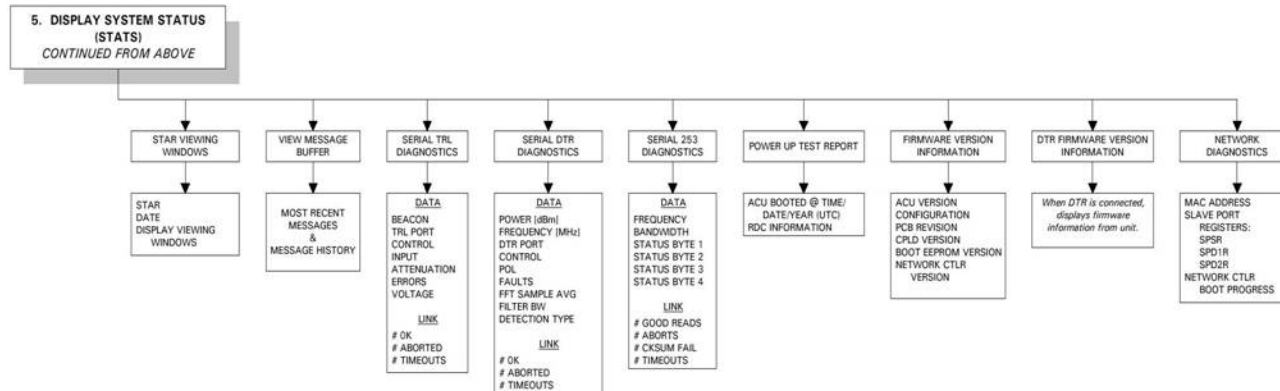 5. DISPLAY SYSTEM STATUS
(STATS)
CONTINUED FROM ABOVE
STAR VIEWING
WINDOWS
STAR
DATE
DISPLAY VIEWING
WINDOWS
VIEW MESSAGE
BUFFER
MOST RECENT
MESSAGES
&
MESSAGE HISTORY
SERIAL TRL
DIAGNOSTICS
DATA
BEACON
TRL PORT
CONTROL
INPUT
ATTENUATION
ERRORS
VOLTAGE
LINK
# OK
# ABORTED
# TIMEOUTS
SERIAL DTR
DIAGNOSTICS
DATA
POWER [dBm]
FREQUENCY [MHz]
DTR PORT
CONTROL
POL
FAULTS
FFT SAMPLE AVG
FILTER BW
DETECTION TYPE
LINK
# OK
# ABORTED
# TIMEOUTS
SERIAL 253
DIAGNOSTICS
DATA
FREQUENCY
BANDWIDTH
STATUS BYTE 1
STATUS BYTE 2
STATUS BYTE 3
STATUS BYTE 4
LINK
# GOOD READS
# ABORTS
# CKSUM FAIL
# TIMEOUTS
POWER UP TEST REPORT
ACU BOOTED @ TIME/
DATE/YEAR (UTC)
RDC INFORMATION
FIRMWARE VERSION
INFORMATION
ACU VERSION
CONFIGURATION
PCB REVISION
CPLD VERSION
BOOT EEPROM VERSION
NETWORK CTLR
VERSION
DTR FIRMWARE VERSION
INFORMATION
When DTR is connected,
displays firmware
information from unit.
NETWORK
DIAGNOSTICS
MAC ADDRESS
SLAVE PORT
REGISTERS:
SPSR
SPD1R
SPD2R
NETWORK CTLR
BOOT PROGRESS